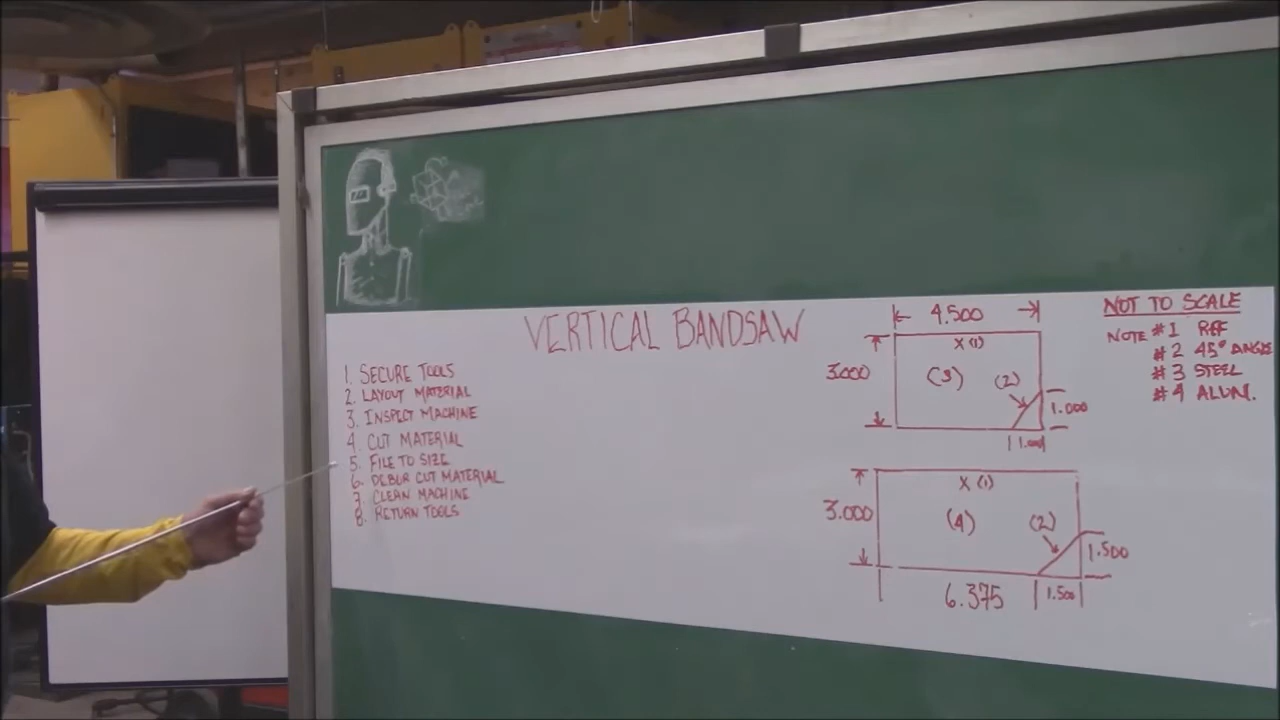 VERTICAL BANDSAW
1. SECURE TOOLS
2. LAYOUT MATERIAL
3. INSPECT MACHINE
4. CUT MATERIAL
5. FILE TO SIZE
6. DEBUR CUT MATERIAL
7. CLEAN MACHINE
8. RETURN TOOLS
4.500
X (1)
3.000
(3)
(2)
1.000
1.000
X (1)
3.000
(4)
(2)
1.500
6.375
1.500
NOT TO SCALE
NOTE #1 REF
#2 45° ANGLE
#3 STEEL
#4 ALUM.